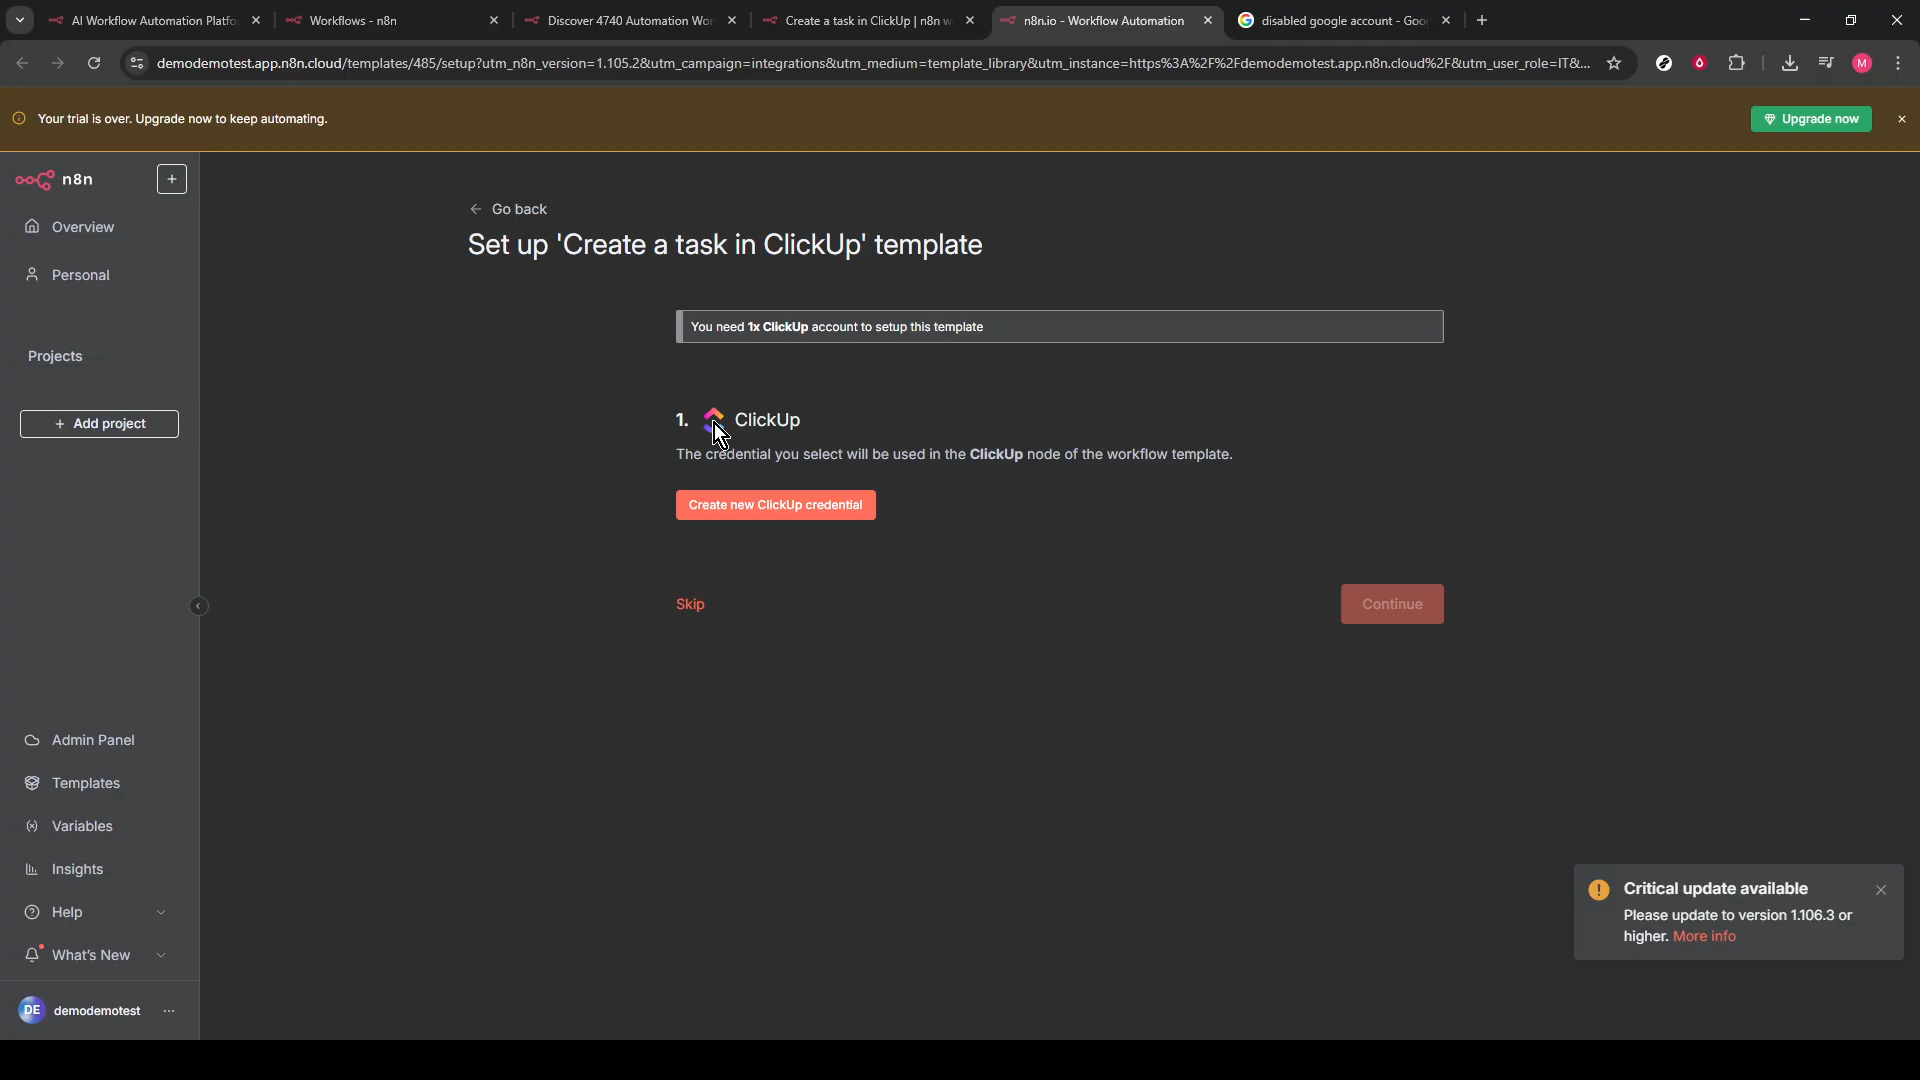 AI Workflow Automation Platfo
Workflows - n8n
Discover 4740 Automation Wor
Create a task in ClickUp | n8n w
n8n.io - Workflow Automation
disabled google account - Goo
demodemotest.app.n8n.cloud/templates/485/setup?utm_n8n_version=1.105.2&utm_campaign=integrations&utm_medium=template_library&utm_instance=https%3A%2F%2Fdemodemotest.app.n8n.cloud%2F&utm_user_role=IT&...
M
Your trial is over. Upgrade now to keep automating.
Upgrade now
n8n
Overview
Personal
Projects
+ Add project
Admin Panel
Templates
Variables
Insights
Help
What's New
DE demodemotest ...
Go back
Set up 'Create a task in ClickUp' template
You need 1x ClickUp account to setup this template
1. ClickUp
The credential you select will be used in the ClickUp node of the workflow template.
Create new ClickUp credential
Skip
Continue
Critical update available
Please update to version 1.106.3 or
higher. More info